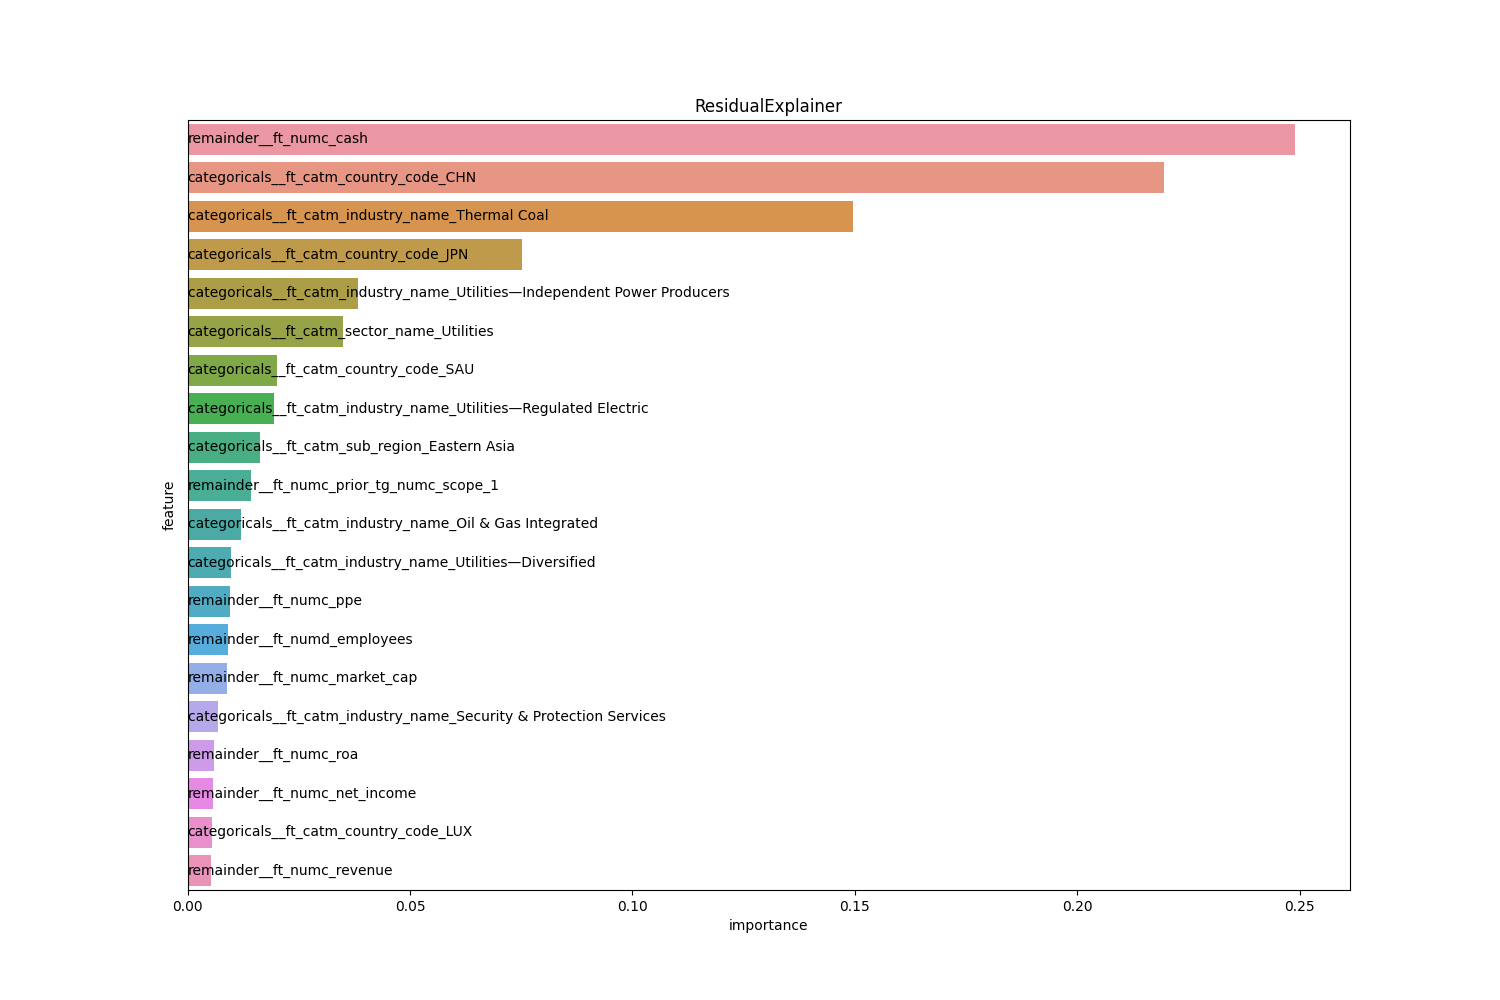 ResidualExplainer
remainder__ft_numc_cash
categoricals__ft_catm_country_code_CHN
categoricals__ft_catm_industry_name_Thermal Coal
categoricals__ft_catm_country_code_JPN
categoricals__ft_catm_industry_name_Utilities—Independent Power Producers
categoricals__ft_catm_sector_name_Utilities
categoricals__ft_catm_country_code_SAU
categoricals__ft_catm_industry_name_Utilities—Regulated Electric
categoricals__ft_catm_sub_region_Eastern Asia
remainder__ft_numc_prior_tg_numc_scope_1
categoricals__ft_catm_industry_name_Oil & Gas Integrated
categoricals__ft_catm_industry_name_Utilities—Diversified
remainder__ft_numc_ppe
remainder__ft_numd_employees
remainder__ft_numc_market_cap
categoricals__ft_catm_industry_name_Security & Protection Services
remainder__ft_numc_roa
remainder__ft_numc_net_income
categoricals__ft_catm_country_code_LUX
remainder__ft_numc_revenue
feature
0.00 0.05 0.10 0.15 0.20 0.25
importance